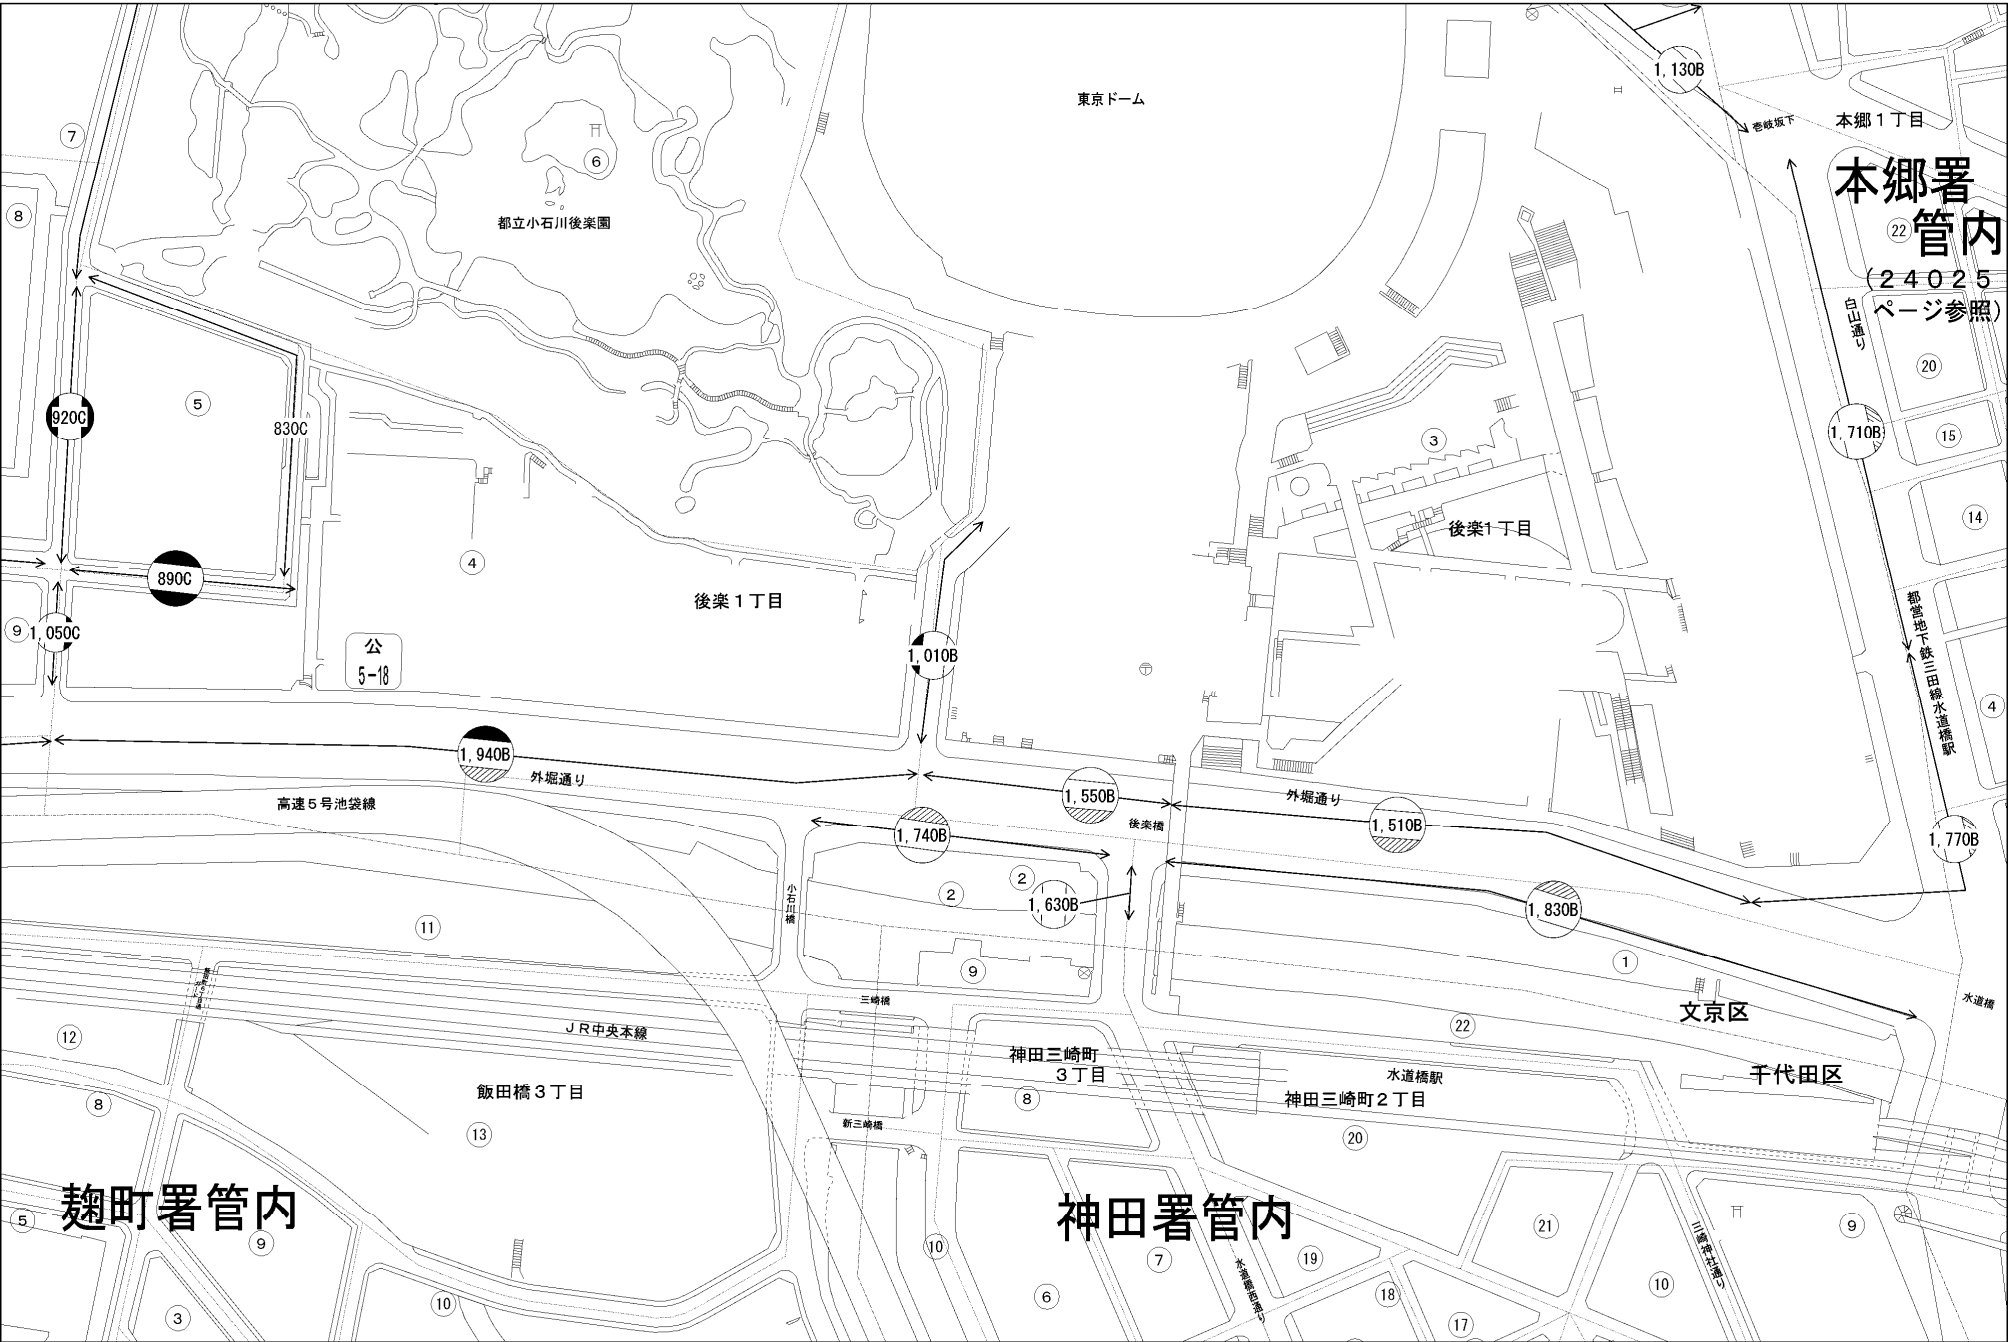 1,130B
東京ドーム
壱岐坂下
本郷1丁目
⑦
⑥
本郷署
管内
⑧
㉒
都立小石川後楽園
(24025
ページ参照)
白山通り
⑳
⑤
920C
830C
③
1,710B
⑮
⑭
後楽1丁目
④
890C
後楽1丁目
⑨
1,050C
公
5-18
1,010B
都営地下鉄三田線水道橋駅
④
〒
1,940B
外堀通り
高速5号池袋線
1,550B
外堀通り
後楽橋
1,510B
1,740B
1,770B
小石川橋
②
②
1,630B
1,830B
⑪
⑨
①
三崎橋
水道橋
文京区
⑫
JR中央本線
㉒
神田三崎町
3丁目
水道橋駅
千代田区
飯田橋3丁目
⑧
神田三崎町2丁目
⑧
新三崎橋
⑬
⑳
麹町署管内
神田署管内
⑤
⑨
⑩
⑦
⑲
㉑
三崎神社通り
⑨
水道橋西通り
③
⑩
⑥
⑱
⑰
⑩